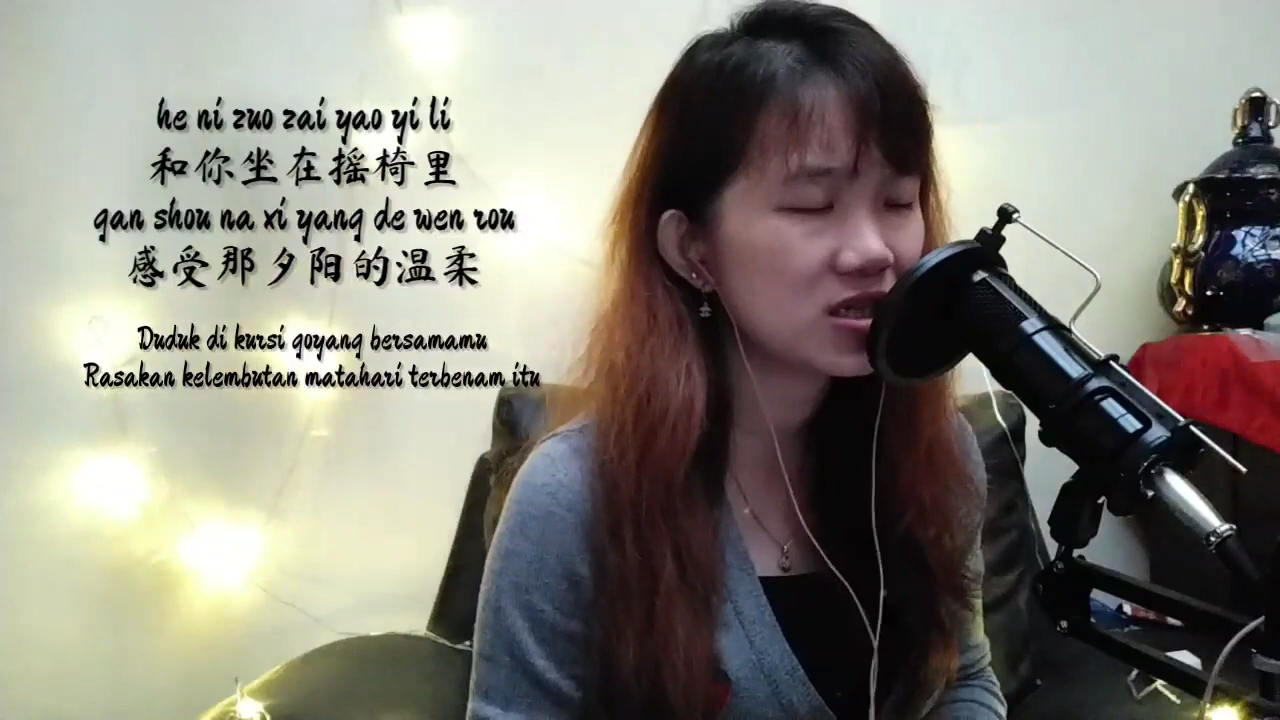 he ni zuo zai yao yi li
和你坐在摇椅里
gan shou na xi yang de wen rou
感受那夕阳的温柔
Duduk di kursi goyang bersamamu
Rasakan kelembutan matahari terbenam itu